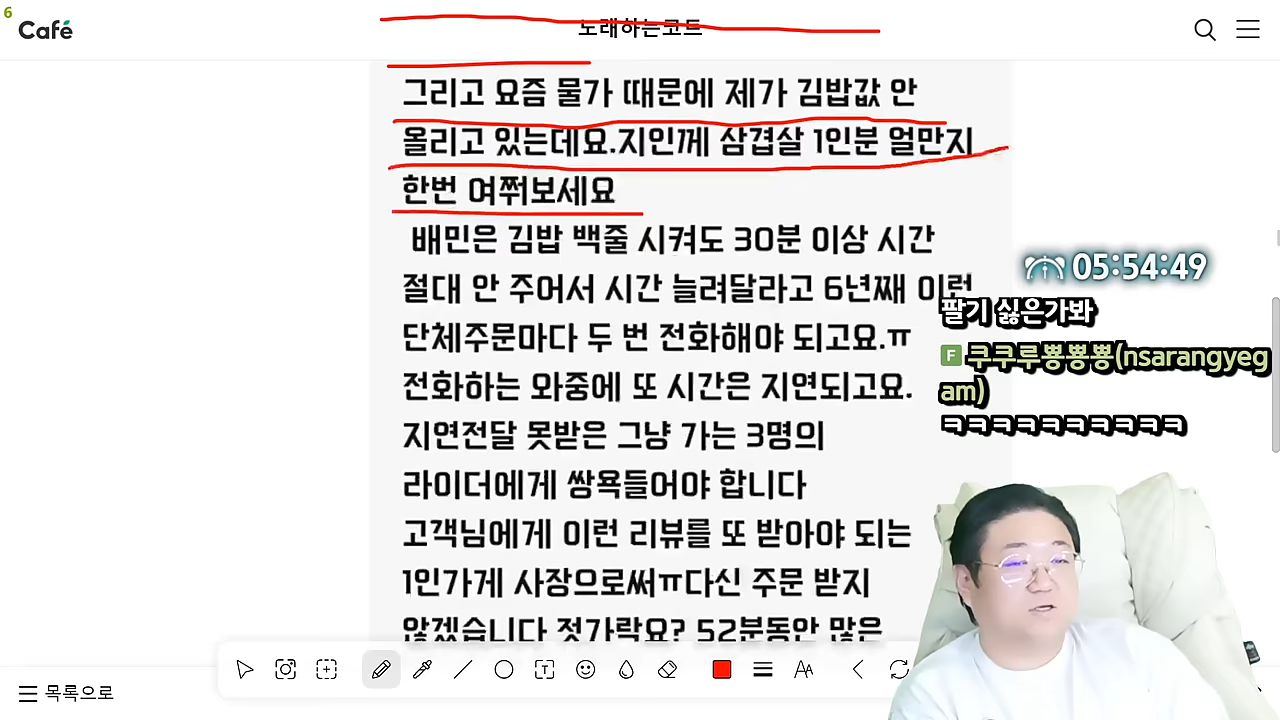 6
Café
노래하는코트
그리고 요즘 물가 때문에 제가 김밥값 안
올리고 있는데요.지인께 삼겹살 1인분 얼만지
한번 여쭤보세요
배민은 김밥 백줄 시켜도 30분 이상 시간
절대 안 주어서 시간 늘려달라고 6년째 이런
단체주문마다 두 번 전화해야 되고요.ㅠ
전화하는 와중에 또 시간은 지연되고요.
지연전달 못받은 그냥 가는 3명의
라이더에게 쌍욕들어야 합니다
고객님에게 이런 리뷰를 또 받아야 되는
1인가게 사장으로써ㅠ다신 주문 받지
않겠습니다 젓가락요? 52분동안 많은
05:54:49
팔기 싫은가봐
F 쿠쿠루뿅뿅뿅(nsarangyeg
am)
ㅋㅋㅋㅋㅋㅋㅋㅋㅋㅋ
목록으로